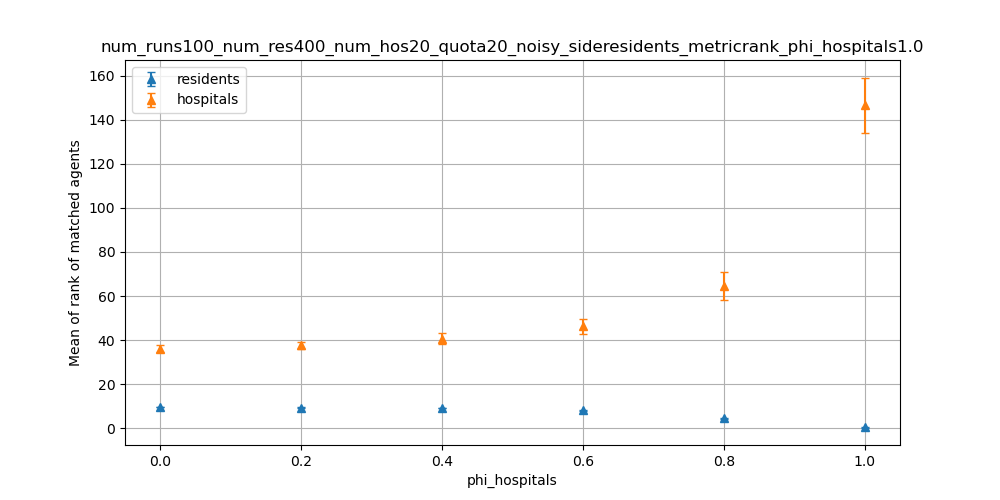 num_runs100_num_res400_num_hos20_quota20_noisy_sideresidents_metricrank_phi_hospitals1.0
residents
hospitals
Mean of rank of matched agents
160
140
120
100
80
60
40
20
0
0.0 0.2 0.4 0.6 0.8 1.0
phi_hospitals